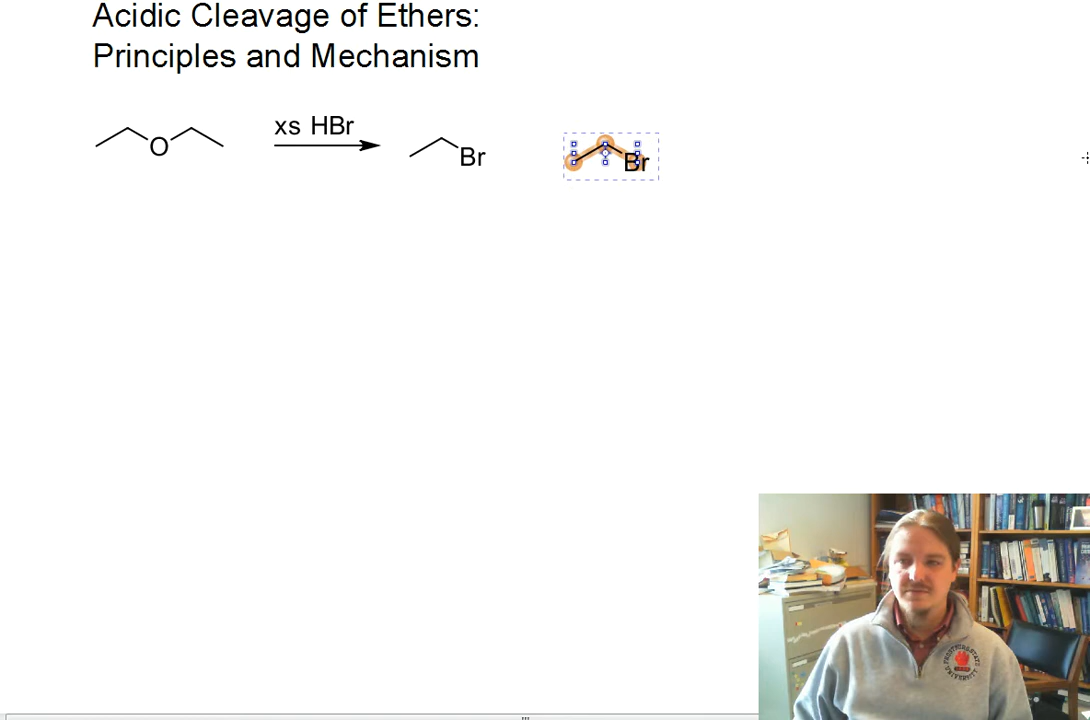 Acidic Cleavage of Ethers:
Principles and Mechanism
xs HBr
O
Br
Br